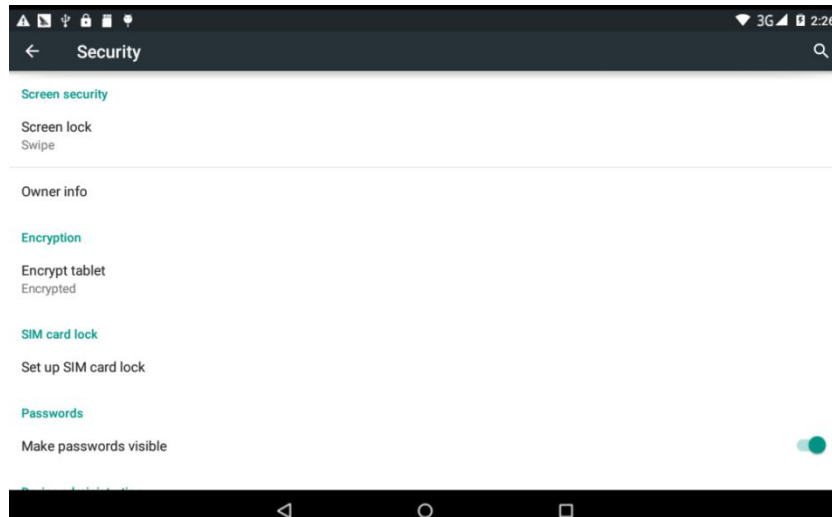 3G 2:26
Security
Screen security
Screen lock
Swipe
Owner info
Encryption
Encrypt tablet
Encrypted
SIM card lock
Set up SIM card lock
Passwords
Make passwords visible